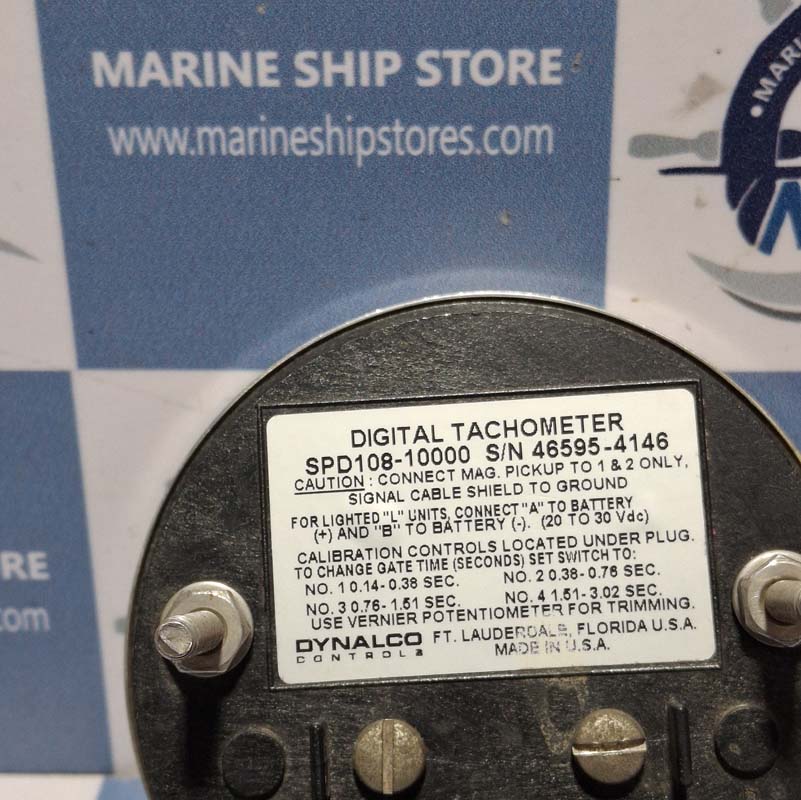 MARINE SHIP STORE
www.marineshipstores.com
MAR
RE
com
DIGITAL TACHOMETER
SPD108-10000 S/N 46595-4146
CAUTION : CONNECT MAG. PICKUP TO 1 & 2 ONLY,
SIGNAL CABLE SHIELD TO GROUND
FOR LIGHTED "L" UNITS, CONNECT "A" TO BATTERY
(+) AND "B" TO BATTERY (-). (20 TO 30 Vdc)
CALIBRATION CONTROLS LOCATED UNDER PLUG.
TO CHANGE GATE TIME (SECONDS) SET SWITCH TO:
NO. 1 0.14-0.38 SEC. NO. 2 0.38-0.76 SEC.
NO. 3 0.76-1.51 SEC. NO. 4 1.51-3.02 SEC.
USE VERNIER POTENTIOMETER FOR TRIMMING.
DYNALCO FT. LAUDERDALE, FLORIDA U.S.A.
CONTROLS MADE IN U.S.A.